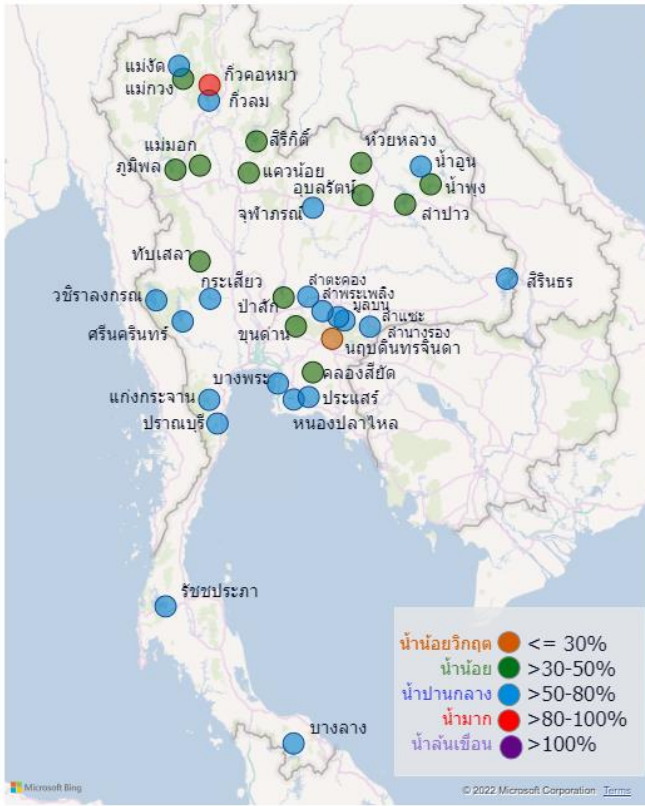 แม่งัด
แม่กวง
กิ่วคอหมา
กิ่วลม
แม่มอก
ภูมิพล
สิริกิติ์
แควน้อย
ห้วยหลวง
อุบลรัตน์
น้ำอูน
น้ำพุง
ลำปาว
จุฬาภรณ์
ทับเสลา
กระเสียว
วชิราลงกรณ
ศรีนครินทร์
ป่าสัก
ขุนด่าน
ลำตะคอง
ลำพระเพลิง
มูลบน
ลำแชะ
ลำนางรอง
นฤบดินทรจินดา
สิรินธร
คลองสียัด
บางพระ
ประแสร์
หนองปลาไหล
แก่งกระจาน
ปราณบุรี
รัชชประภา
บางลาง
น้ำน้อยวิกฤต <= 30%
น้ำน้อย >30-50%
น้ำปานกลาง >50-80%
น้ำมาก >80-100%
น้ำล้นเขื่อน >100%
Microsoft Bing
© 2022 Microsoft Corporation Terms